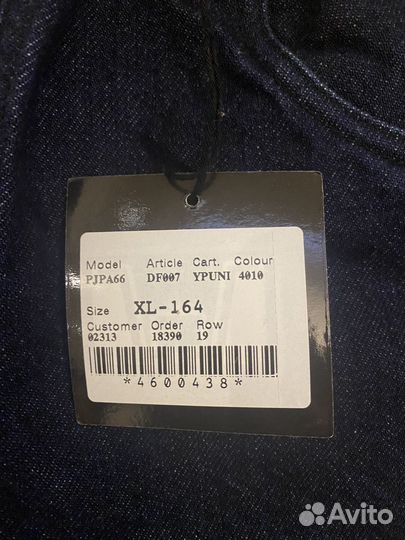 Model Article Cart. Colour
PJPA66 DF007 YPUNI 4010
Size XL-164
Customer Order Row
02313 18390 19
*4600438*
Avito